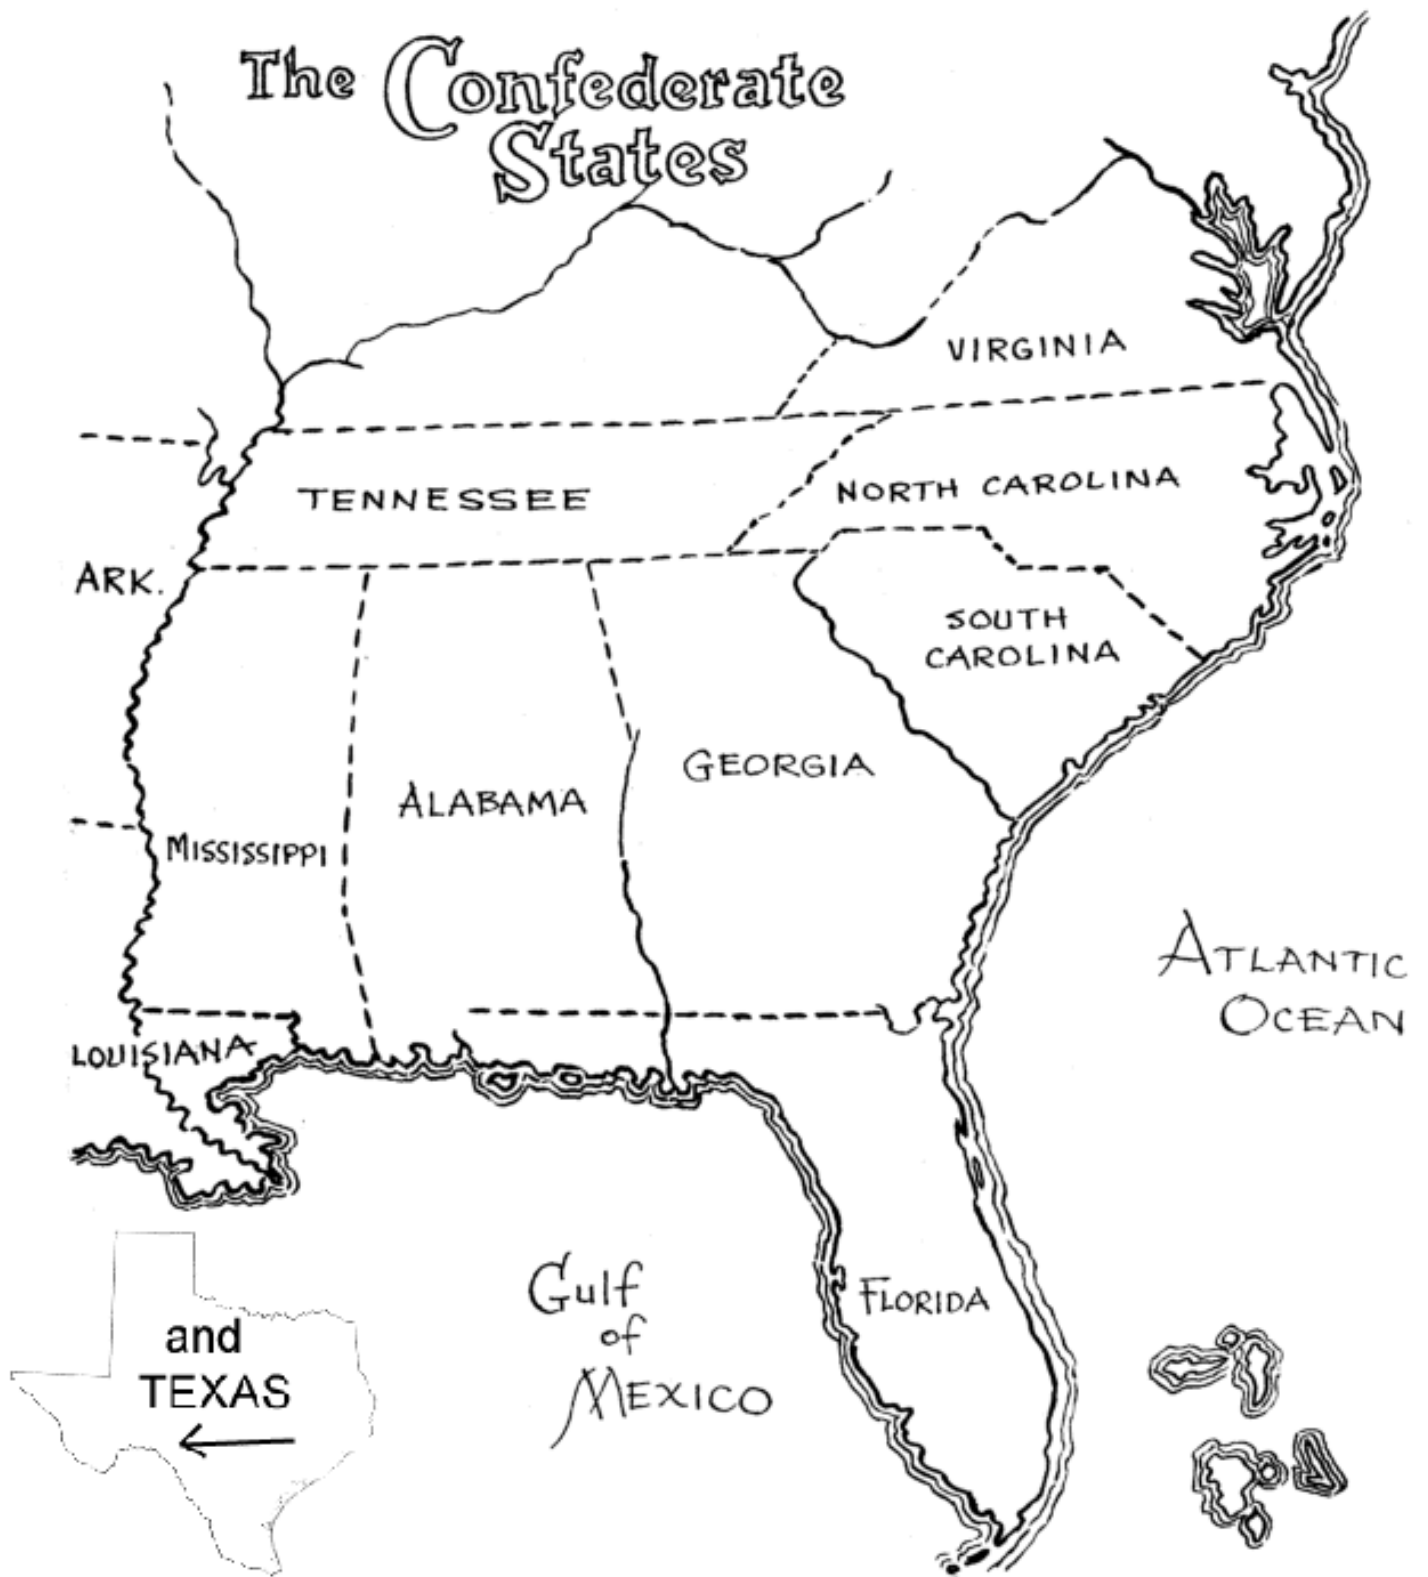 The Confederate
States
VIRGINIA
TENNESSEE
NORTH CAROLINA
ARK.
SOUTH
CAROLINA
GEORGIA
ALABAMA
MISSISSIPPI
ATLANTIC
OCEAN
LOUISIANA
Gulf
of
MEXICO
FLORIDA
and
TEXAS